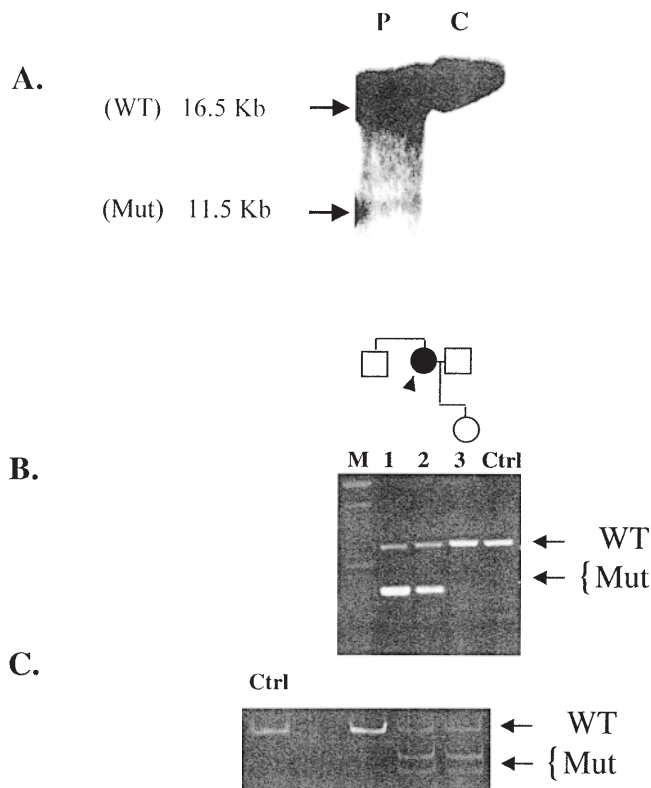 P C
A.
(WT) 16.5 Kb
(Mut) 11.5 Kb
M 1 2 3 Ctrl
B.
WT
{Mut
C.
Ctrl
WT
{Mut